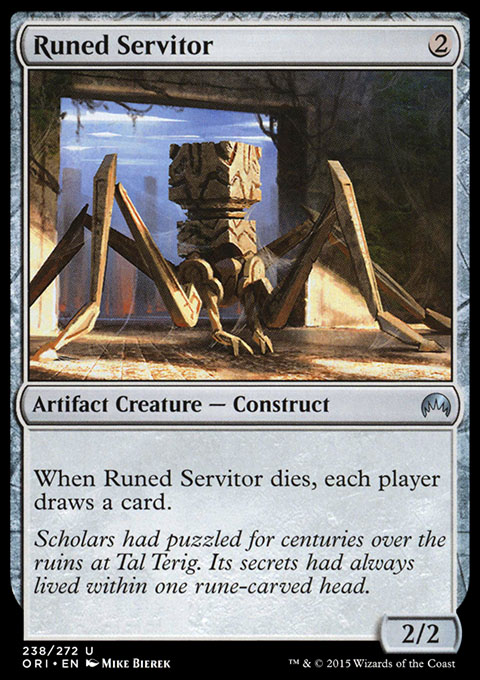 Runed Servitor 2
Artifact Creature — Construct
When Runed Servitor dies, each player
draws a card.
Scholars had puzzled for centuries over the
ruins at Tal Terig. Its secrets had always
lived within one rune-carved head.
2/2
238/272 U
ORI • EN Mike Bierek
™ & © 2015 Wizards of the Coast